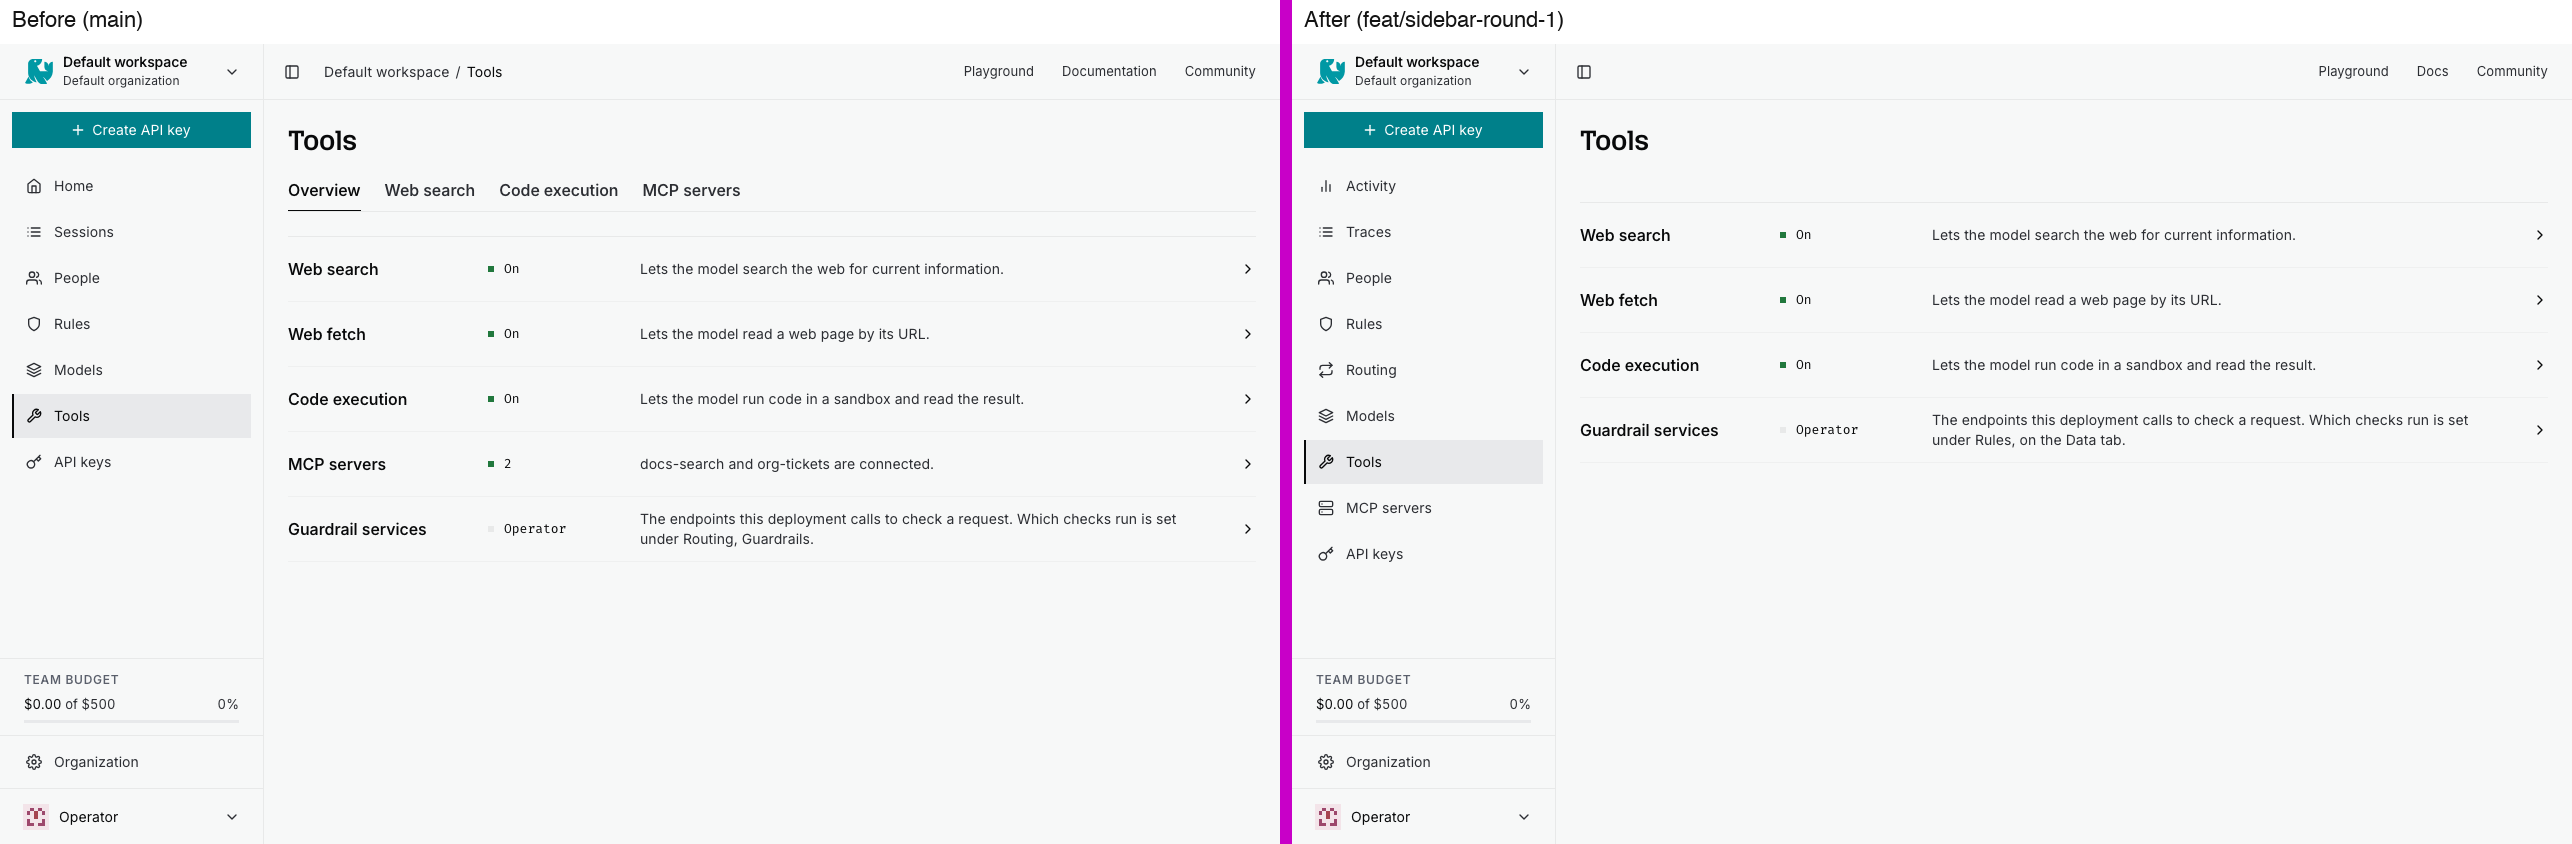 Before (main)
Default workspace
Default organization
Default workspace / Tools
Playground
Documentation
Community
Create API key
Home
Sessions
People
Rules
Models
Tools
API keys
TEAM BUDGET
$0.00 of $500
0%
Organization
Operator
Tools
Overview
Web search
Code execution
MCP servers
Web search
On
Lets the model search the web for current information.
Web fetch
On
Lets the model read a web page by its URL.
Code execution
On
Lets the model run code in a sandbox and read the result.
MCP servers
2
docs-search and org-tickets are connected.
Guardrail services
Operator
The endpoints this deployment calls to check a request. Which checks run is set
under Routing, Guardrails.
After (feat/sidebar-round-1)
Default workspace
Default organization
Playground
Docs
Community
Create API key
Activity
Traces
People
Rules
Routing
Models
Tools
MCP servers
API keys
TEAM BUDGET
$0.00 of $500
0%
Organization
Operator
Tools
Web search
On
Lets the model search the web for current information.
Web fetch
On
Lets the model read a web page by its URL.
Code execution
On
Lets the model run code in a sandbox and read the result.
Guardrail services
Operator
The endpoints this deployment calls to check a request. Which checks run is set
under Rules, on the Data tab.